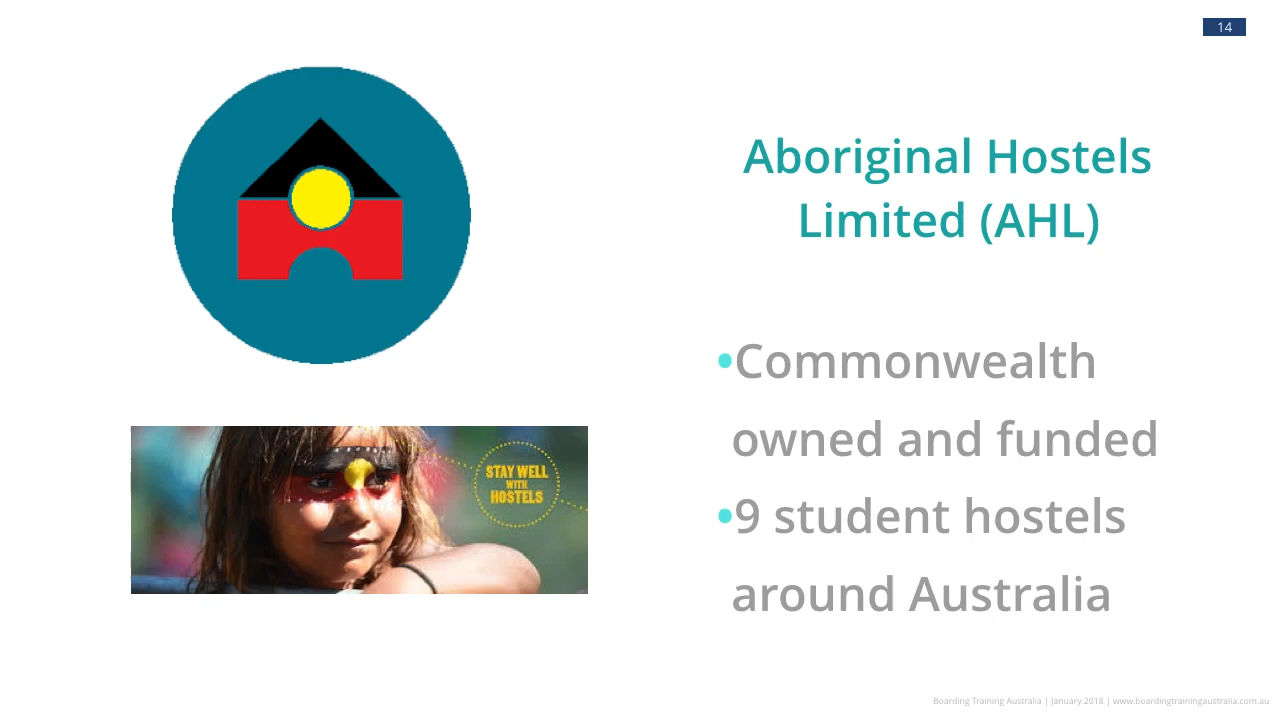 14
Aboriginal Hostels
Limited (AHL)
•Commonwealth
owned and funded
•9 student hostels
around Australia
STAY WELL
WITH
HOSTELS
Boarding Training Australia | January 2018 | www.boardingtrainingaustralia.com.au